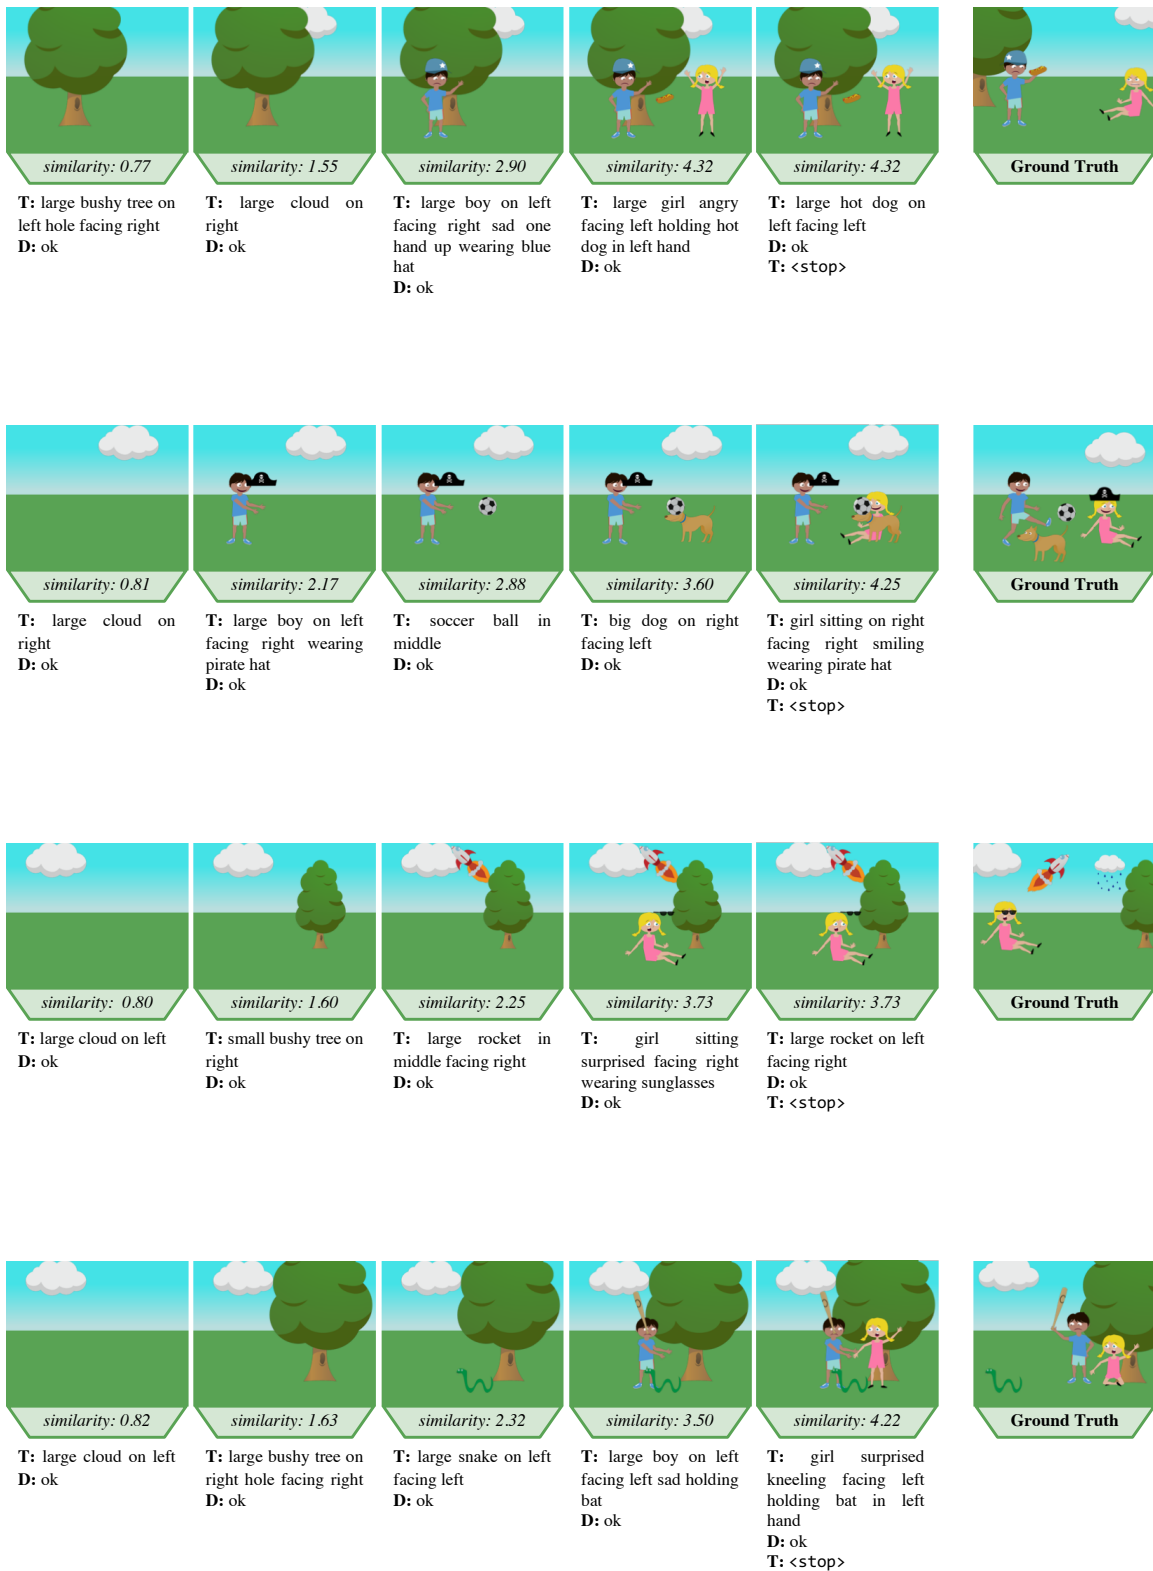 similarity: 0.77
similarity: 1.55
similarity: 2.90
similarity: 4.32
similarity: 4.32
Ground Truth
T: large bushy tree on
left hole facing right
D: ok
T: large cloud on
right
D: ok
T: large boy on left
facing right sad one
hand up wearing blue
hat
D: ok
T: large girl angry
facing left holding hot
dog in left hand
D: ok
T: large hot dog on
left facing left
D: ok
T: <stop>
similarity: 0.81
similarity: 2.17
similarity: 2.88
similarity: 3.60
similarity: 4.25
Ground Truth
T: large cloud on
right
D: ok
T: large boy on left
facing right wearing
pirate hat
D: ok
T: soccer ball in
middle
D: ok
T: big dog on right
facing left
D: ok
T: girl sitting on right
facing right smiling
wearing pirate hat
D: ok
T: <stop>
similarity: 0.80
similarity: 1.60
similarity: 2.25
similarity: 3.73
similarity: 3.73
Ground Truth
T: large cloud on left
D: ok
T: small bushy tree on
right
D: ok
T: large rocket in
middle facing right
D: ok
T: girl sitting
surprised facing right
wearing sunglasses
D: ok
T: large rocket on left
facing right
D: ok
T: <stop>
similarity: 0.82
similarity: 1.63
similarity: 2.32
similarity: 3.50
similarity: 4.22
Ground Truth
T: large cloud on left
D: ok
T: large bushy tree on
right hole facing right
D: ok
T: large snake on left
facing left
D: ok
T: large boy on left
facing left sad holding
bat
D: ok
T: girl surprised
kneeling facing left
holding bat in left
hand
D: ok
T: <stop>